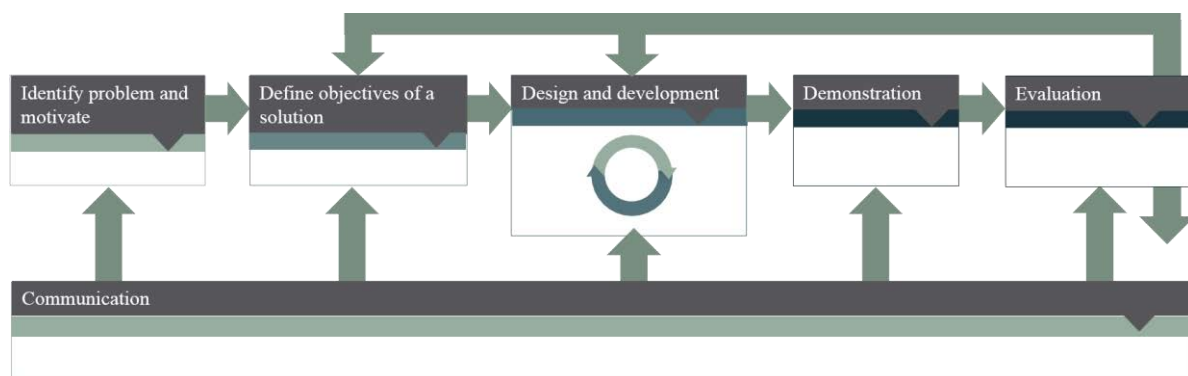 Identify problem and
motivate
Define objectives of a
solution
Design and development
Demonstration
Evaluation
Communication